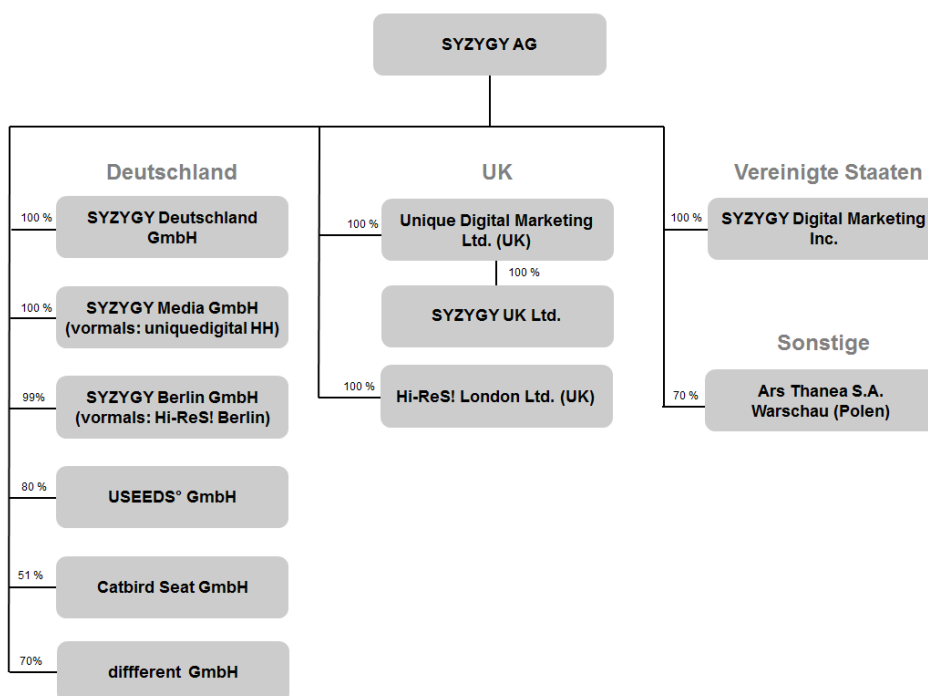 SYZYGY AG
Deutschland
100 %
SYZYGY Deutschland
GmbH
100 %
SYZYGY Media GmbH
(vormals: uniquedigital HH)
99%
SYZYGY Berlin GmbH
(vormals: Hi-ReS! Berlin)
80 %
USEEDS° GmbH
51 %
Catbird Seat GmbH
70%
diffferent GmbH
UK
100 %
Unique Digital Marketing
Ltd. (UK)
100 %
SYZYGY UK Ltd.
100 %
Hi-ReS! London Ltd. (UK)
Vereinigte Staaten
100 %
SYZYGY Digital Marketing
Inc.
Sonstige
70 %
Ars Thanea S.A.
Warschau (Polen)